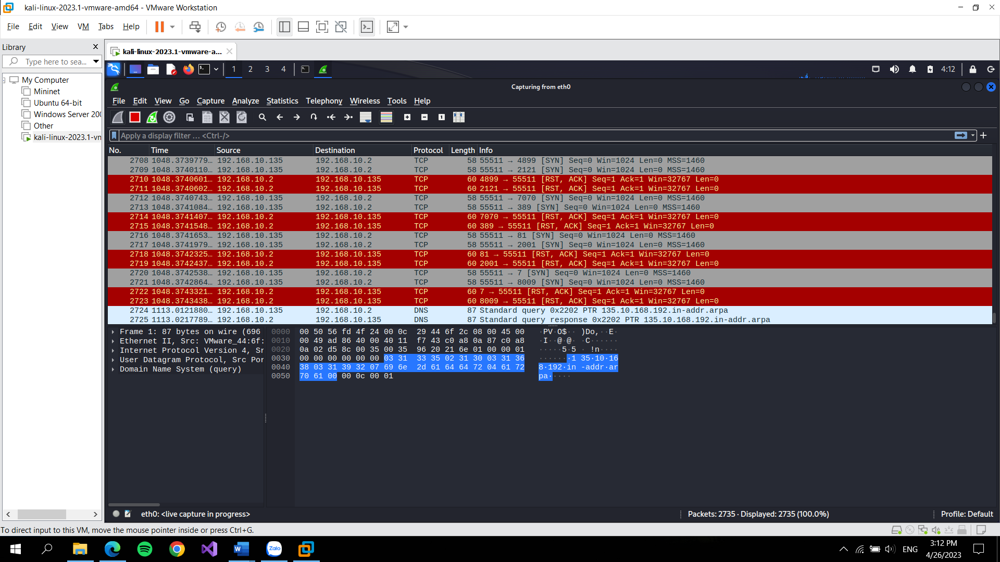 kali-linux-2023.1-vmware-amd64 - VMware Workstation
File Edit View VM Tabs Help
Library
Type here to sea...
My Computer
Mininet
Ubuntu 64-bit
Windows Server 200
Other
kali-linux-2023.1-vn
kali-linux-2023.1-vmware-a...
1 2 3 4
4:12
Capturing from eth0
File Edit View Go Capture Analyze Statistics Telephony Wireless Tools Help
Apply a display filter ... <Ctrl-/>
No. Time Source Destination Protocol Length Info
2708 1048.3739779… 192.168.10.135 192.168.10.2 TCP 58 55511 → 4899 [SYN] Seq=0 Win=1024 Len=0 MSS=1460
2709 1048.3740110… 192.168.10.135 192.168.10.2 TCP 58 55511 → 2121 [SYN] Seq=0 Win=1024 Len=0 MSS=1460
2710 1048.3740601… 192.168.10.2 192.168.10.135 TCP 60 4899 → 55511 [RST, ACK] Seq=1 Ack=1 Win=32767 Len=0
2711 1048.3740602… 192.168.10.2 192.168.10.135 TCP 60 2121 → 55511 [RST, ACK] Seq=1 Ack=1 Win=32767 Len=0
2712 1048.3740743… 192.168.10.135 192.168.10.2 TCP 58 55511 → 7070 [SYN] Seq=0 Win=1024 Len=0 MSS=1460
2713 1048.3741084… 192.168.10.135 192.168.10.2 TCP 58 55511 → 389 [SYN] Seq=0 Win=1024 Len=0 MSS=1460
2714 1048.3741407… 192.168.10.2 192.168.10.135 TCP 60 7070 → 55511 [RST, ACK] Seq=1 Ack=1 Win=32767 Len=0
2715 1048.3741548… 192.168.10.2 192.168.10.135 TCP 60 389 → 55511 [RST, ACK] Seq=1 Ack=1 Win=32767 Len=0
2716 1048.3741653… 192.168.10.135 192.168.10.2 TCP 58 55511 → 81 [SYN] Seq=0 Win=1024 Len=0 MSS=1460
2717 1048.3741979… 192.168.10.135 192.168.10.2 TCP 58 55511 → 2001 [SYN] Seq=0 Win=1024 Len=0 MSS=1460
2718 1048.3742325… 192.168.10.2 192.168.10.135 TCP 60 81 → 55511 [RST, ACK] Seq=1 Ack=1 Win=32767 Len=0
2719 1048.3742437… 192.168.10.2 192.168.10.135 TCP 60 2001 → 55511 [RST, ACK] Seq=1 Ack=1 Win=32767 Len=0
2720 1048.3742538… 192.168.10.135 192.168.10.2 TCP 58 55511 → 7 [SYN] Seq=0 Win=1024 Len=0 MSS=1460
2721 1048.3742864… 192.168.10.135 192.168.10.2 TCP 58 55511 → 8009 [SYN] Seq=0 Win=1024 Len=0 MSS=1460
2722 1048.3743321… 192.168.10.2 192.168.10.135 TCP 60 7 → 55511 [RST, ACK] Seq=1 Ack=1 Win=32767 Len=0
2723 1048.3743438… 192.168.10.2 192.168.10.135 TCP 60 8009 → 55511 [RST, ACK] Seq=1 Ack=1 Win=32767 Len=0
2724 1113.0121880… 192.168.10.135 192.168.10.2 DNS 87 Standard query 0x2202 PTR 135.10.168.192.in-addr.arpa
2725 1113.0217789… 192.168.10.2 192.168.10.135 DNS 87 Standard query response 0x2202 PTR 135.10.168.192.in-addr.arpa
Frame 1: 87 bytes on wire (696
Ethernet II, Src: VMware_44:6f:
Internet Protocol Version 4, Sr
User Datagram Protocol, Src Por
Domain Name System (query)
0000 00 50 56 fd 4f 24 00 0c 29 44 6f 2c 08 00 45 00 ·PV·O$·· )Do,··E·
0010 00 49 ad 86 40 00 40 11 f7 43 c0 a8 0a 87 c0 a8 ·I··@·@· ·C······
0020 0a 02 d5 8c 00 35 00 35 96 20 21 6e 01 00 00 01 ·····5·5 · !n····
0030 00 00 00 00 00 00 03 31 33 35 02 31 30 03 31 36 ·······1 35·10·16
0040 38 03 31 39 32 07 69 6e 2d 61 64 64 72 04 61 72 8·192·in -addr·ar
0050 70 61 00 00 0c 00 01 pa·····
eth0: <live capture in progress>
Packets: 2735 · Displayed: 2735 (100.0%)
Profile: Default
To direct input to this VM, move the mouse pointer inside or press Ctrl+G.
Zalo
ENG
3:12 PM
4/26/2023